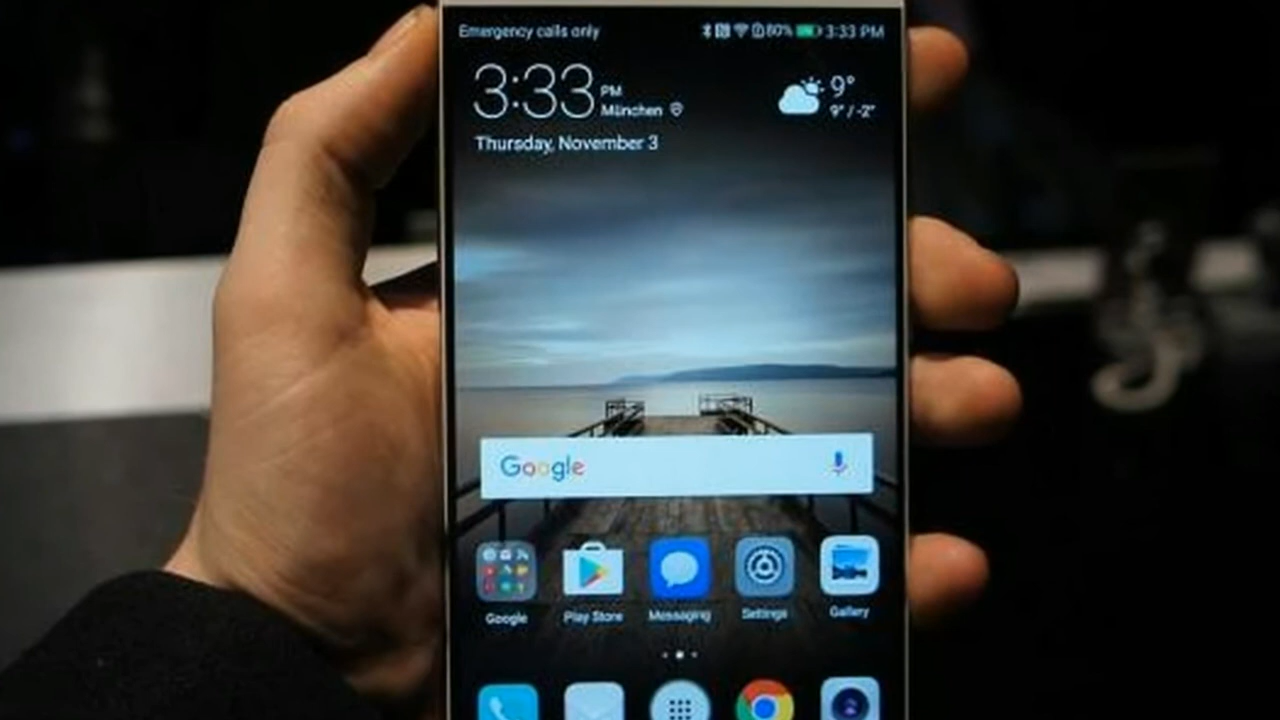 Emergency calls only 80% 3:33 PM
3:33 PM
München
9°
9° / -2°
Thursday, November 3
Google
Google Play Store Messaging Settings Gallery